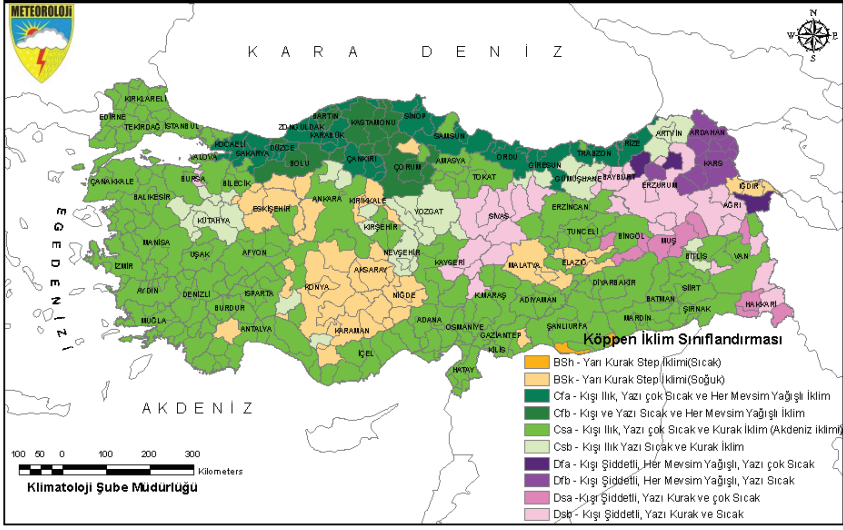 METEOROLOJİ
KARA DENİZ
N
W E
S
KIRKLARELİ
EDİRNE
TEKİRDAĞ
İSTANBUL
KOCAELİ
YALOVA
SAKARYA
DÜZCE
ZONGULDAK
BARTIN
KARABÜK
KASTAMONU
SİNOP
SAMSUN
BOLU
ÇANKIRI
ÇORUM
AMASYA
ORDU
GİRESUN
TRABZON
RİZE
ARTVİN
ARDAHAN
KARS
TOKAT
GÜMÜŞHANE
BAYBURT
ERZURUM
IĞDIR
AĞRI
ÇANAKKALE
BURSA
BİLECİK
BALIKESİR
ESKİŞEHİR
ANKARA
KIRIKKALE
YOZGAT
SİVAS
ERZİNCAN
KÜTAHYA
KIRŞEHİR
TUNCELİ
BİNGÖL
MUŞ
EGE DENİZİ
MANİSA
UŞAK
AFYON
NEVŞEHİR
KAYSERİ
MALATYA
ELAZIĞ
BİTLİS
VAN
İZMİR
AKSARAY
DİYARBAKIR
AYDIN
DENİZLİ
ISPARTA
KONYA
NİĞDE
K.MARAŞ
ADIYAMAN
BATMAN
SİİRT
BURDUR
ŞIRNAK
HAKKARİ
MUĞLA
ANTALYA
KARAMAN
ADANA
OSMANİYE
GAZİANTEP
ŞANLIURFA
MARDİN
İÇEL
KİLİS
HATAY
AKDENİZ
Köppen İklim Sınıflandırması
BSh - Yarı Kurak Step İklimi(Sıcak)
BSk - Yarı Kurak Step İklimi(Soğuk)
Cfa - Kışı Ilık, Yazı çok Sıcak ve Her Mevsim Yağışlı İklim
Cfb - Kışı ve Yazı Sıcak ve Her Mevsim Yağışlı İklim
Csa - Kışı Ilık, Yazı çok Sıcak ve Kurak İklim (Akdeniz iklimi)
Csb - Kışı Ilık Yazı Sıcak ve Kurak İklim
Dfa - Kışı Şiddetli, Her Mevsim Yağışlı, Yazı çok Sıcak
Dfb - Kışı Şiddetli, Her Mevsim Yağışlı, Yazı Sıcak
Dsa -Kışı Şiddetli, Yazı Kurak ve çok Sıcak
Dsb - Kışı Şiddetli, Yazı Kurak ve Sıcak
100 50 0 100 200 300
Kilometers
Klimatoloji Şube Müdürlüğü